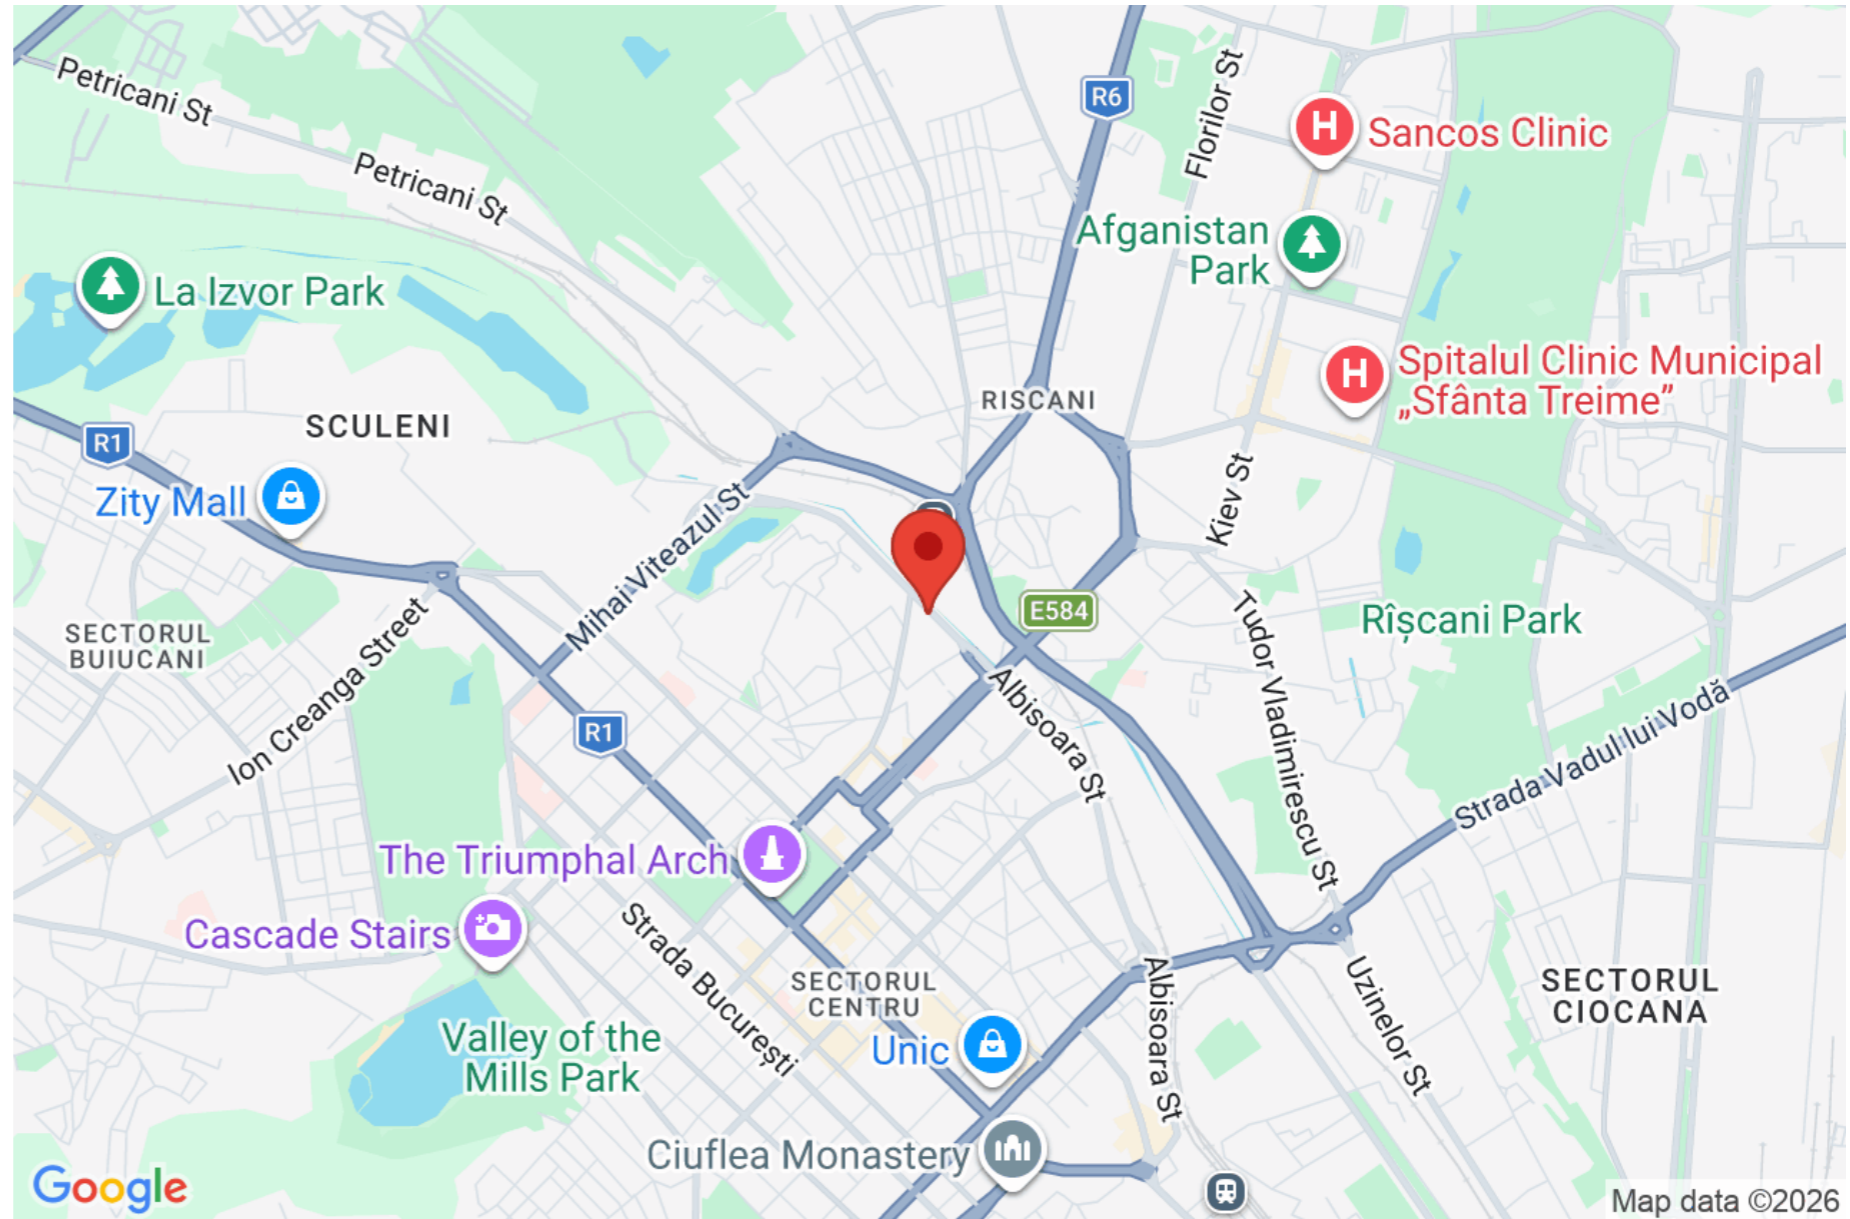 Petricani St
Petricani St
R6
Florilor St
H
Sancos Clinic
Afganistan
Park
La Izvor Park
H
Spitalul Clinic Municipal
„Sfânta Treime”
RISCANI
SCULENI
R1
Zity Mall
Mihai Viteazul St
Kiev St
E584
SECTORUL
BUIUCANI
Ion Creanga Street
Rîșcani Park
Tudor Vladimirescu St
Albisoara St
R1
Strada Vadul lui Vodă
The Triumphal Arch
Cascade Stairs
Strada București
SECTORUL
CENTRU
Albisoara St
Uzinelor St
SECTORUL
CIOCANA
Valley of the
Mills Park
Unic
Ciuflea Monastery
Google
Map data ©2026